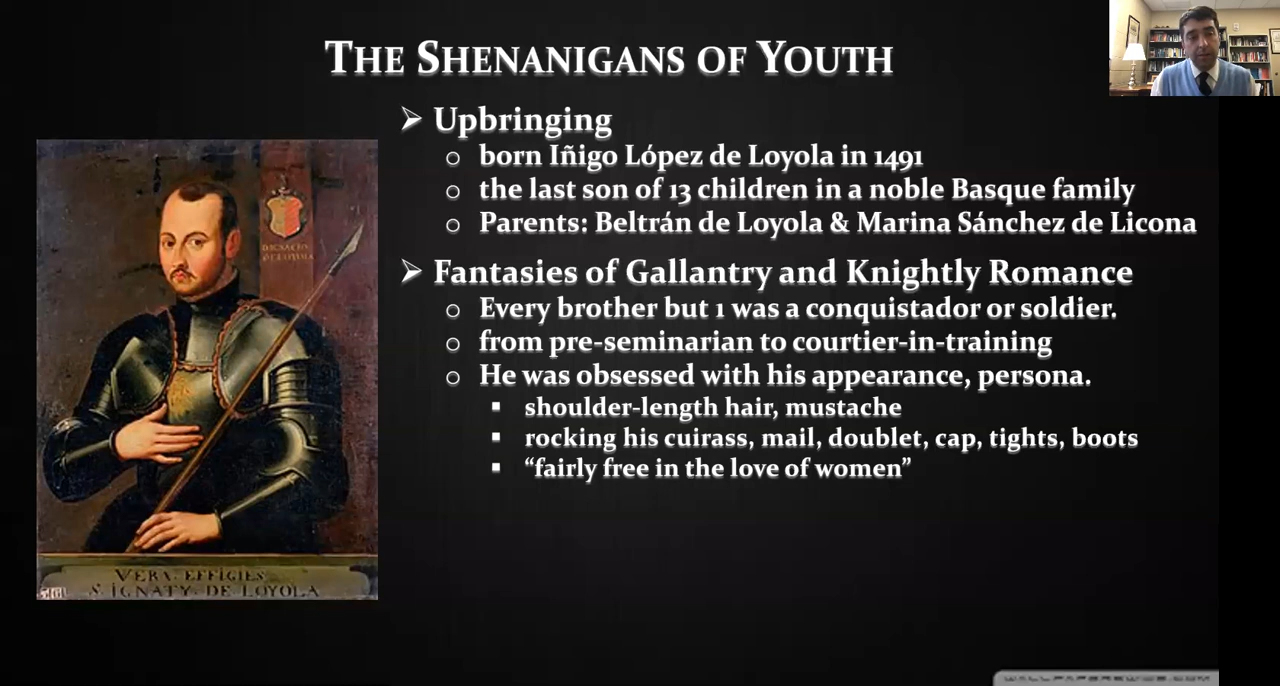 THE SHENANIGANS OF YOUTH
➢ Upbringing
○ born Iñigo López de Loyola in 1491
○ the last son of 13 children in a noble Basque family
○ Parents: Beltrán de Loyola & Marina Sánchez de Licona
➢ Fantasies of Gallantry and Knightly Romance
○ Every brother but 1 was a conquistador or soldier.
○ from pre-seminarian to courtier-in-training
○ He was obsessed with his appearance, persona.
▪ shoulder-length hair, mustache
▪ rocking his cuirass, mail, doublet, cap, tights, boots
▪ “fairly free in the love of women”
DE LOYOLA
VERA EFFIGIES
S. IGNATY DE LOYOLA